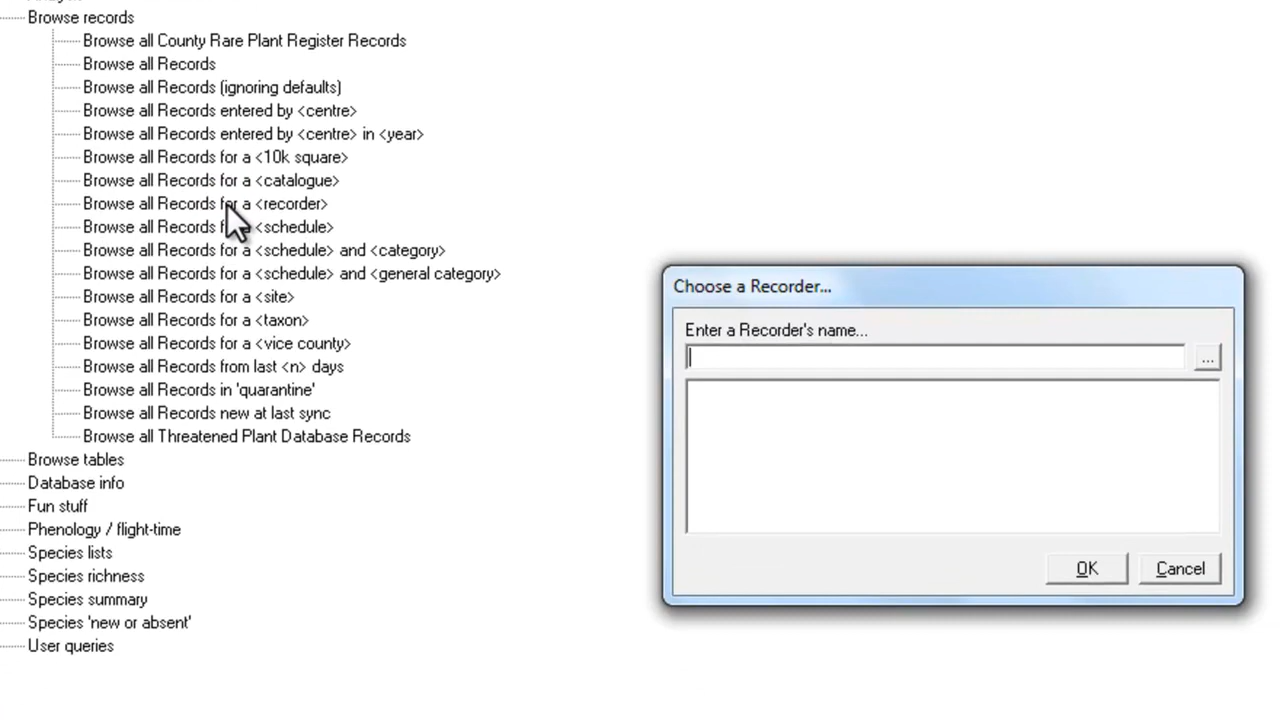 Browse records
Browse all County Rare Plant Register Records
Browse all Records
Browse all Records (ignoring defaults)
Browse all Records entered by <centre>
Browse all Records entered by <centre> in <year>
Browse all Records for a <10k square>
Browse all Records for a <catalogue>
Browse all Records for a <recorder>
Browse all Records f <schedule>
Browse all Records for a <schedule> and <category>
Browse all Records for a <schedule> and <general category>
Browse all Records for a <site>
Browse all Records for a <taxon>
Browse all Records for a <vice county>
Browse all Records from last <n> days
Browse all Records in 'quarantine'
Browse all Records new at last sync
Browse all Threatened Plant Database Records
Browse tables
Database info
Fun stuff
Phenology / flight-time
Species lists
Species richness
Species summary
Species 'new or absent'
User queries
Choose a Recorder...
Enter a Recorder's name...
...
OK
Cancel